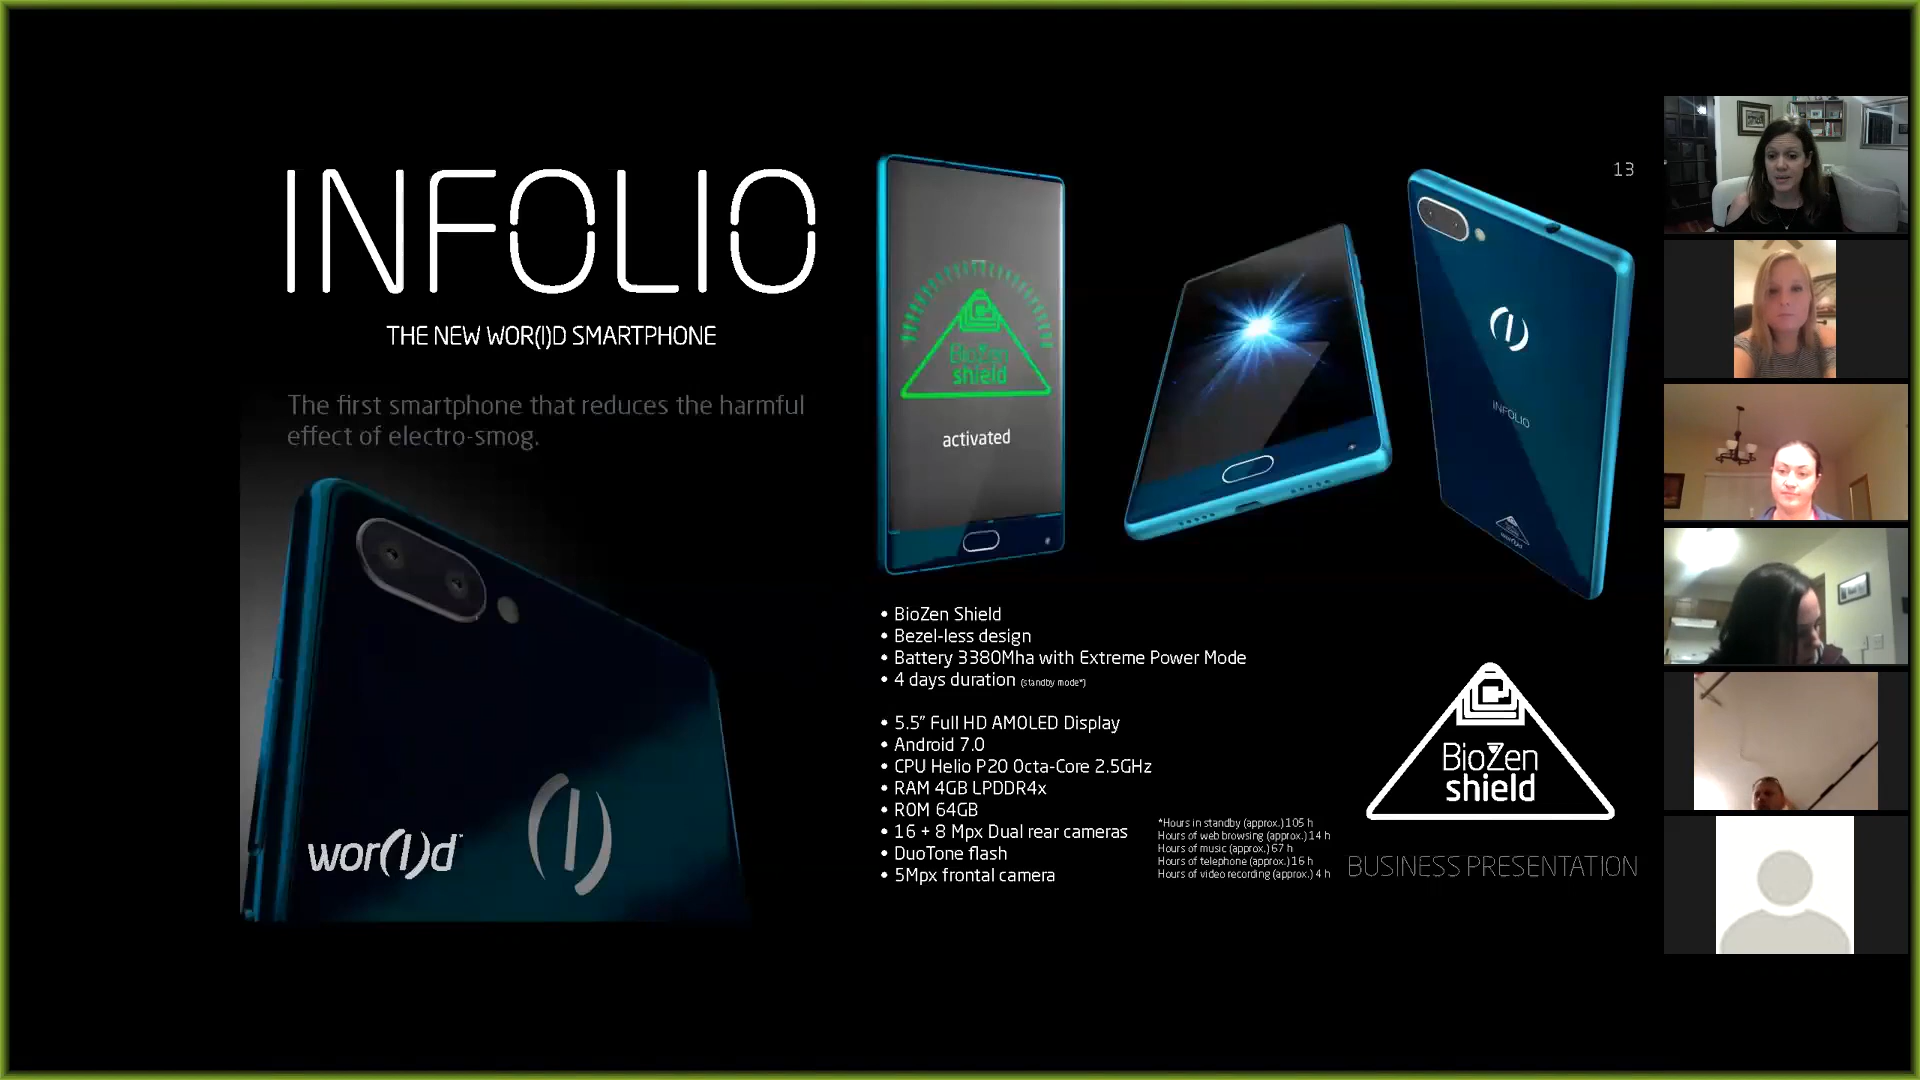 INFOLIO
THE NEW WOR(I)D SMARTPHONE
The first smartphone that reduces the harmful
effect of electro-smog.
wor(I)d™
BioZen
shield
activated
INFOLIO
wor(I)d
13
• BioZen Shield
• Bezel-less design
• Battery 3380Mha with Extreme Power Mode
• 4 days duration (standby mode*)
• 5.5” Full HD AMOLED Display
• Android 7.0
• CPU Helio P20 Octa-Core 2.5GHz
• RAM 4GB LPDDR4x
• ROM 64GB
• 16 + 8 Mpx Dual rear cameras
• DuoTone flash
• 5Mpx frontal camera
*Hours in standby (approx.) 105 h
Hours of web browsing (approx.) 14 h
Hours of music (approx.) 67 h
Hours of telephone (approx.) 16 h
Hours of video recording (approx.) 4 h
BioZen
shield
BUSINESS PRESENTATION